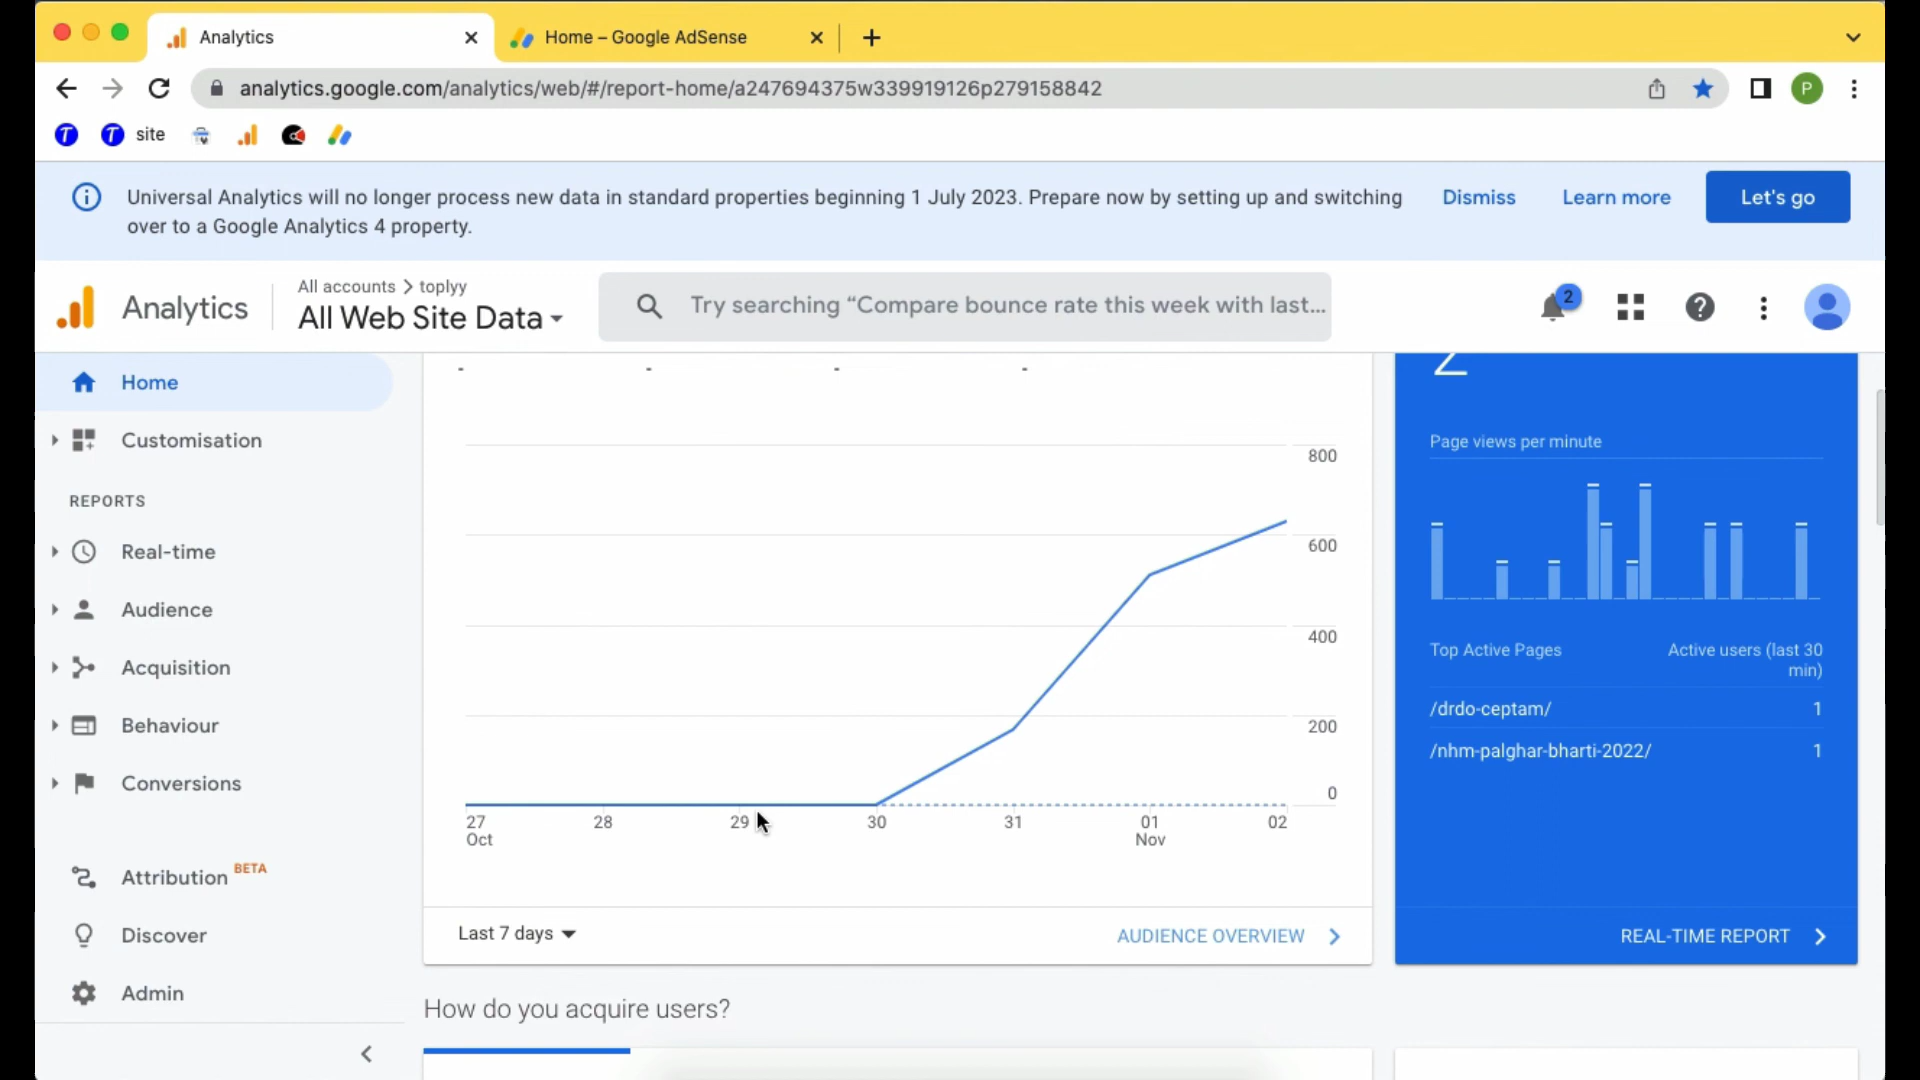 Analytics
Home – Google AdSense
analytics.google.com/analytics/web/#/report-home/a247694375w339919126p279158842
P
T
T site
Universal Analytics will no longer process new data in standard properties beginning 1 July 2023. Prepare now by setting up and switching
over to a Google Analytics 4 property.
Dismiss
Learn more
Let's go
Analytics
All accounts > toplyy
All Web Site Data
Try searching “Compare bounce rate this week with last...
2
Home
Customisation
REPORTS
Real-time
Audience
Acquisition
Behaviour
Conversions
Attribution BETA
Discover
Admin
800
600
400
200
0
27 28 29 30 31 01 02
Oct Nov
Last 7 days
AUDIENCE OVERVIEW
Page views per minute
Top Active Pages
Active users (last 30
min)
/drdo-ceptam/ 1
/nhm-palghar-bharti-2022/ 1
REAL-TIME REPORT
How do you acquire users?